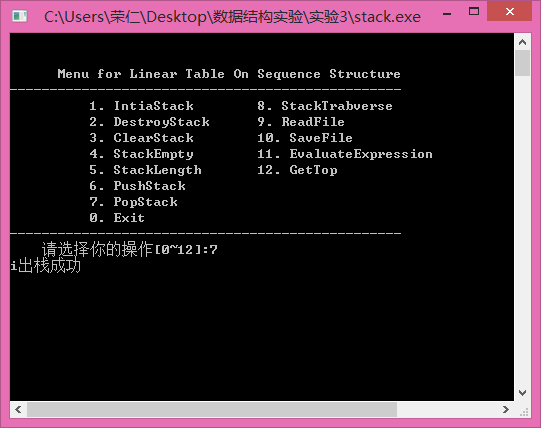 C:\Users\荣仁\Desktop\数据结构实验\实验3\stack.exe
Menu for Linear Table On Sequence Structure
-------------------------------------------------
1. IntiaStack 8. StackTrabverse
2. DestroyStack 9. ReadFile
3. ClearStack 10. SaveFile
4. StackEmpty 11. EvaluateExpression
5. StackLength 12. GetTop
6. PushStack
7. PopStack
0. Exit
-------------------------------------------------
请选择你的操作[0~12]:7
i出栈成功